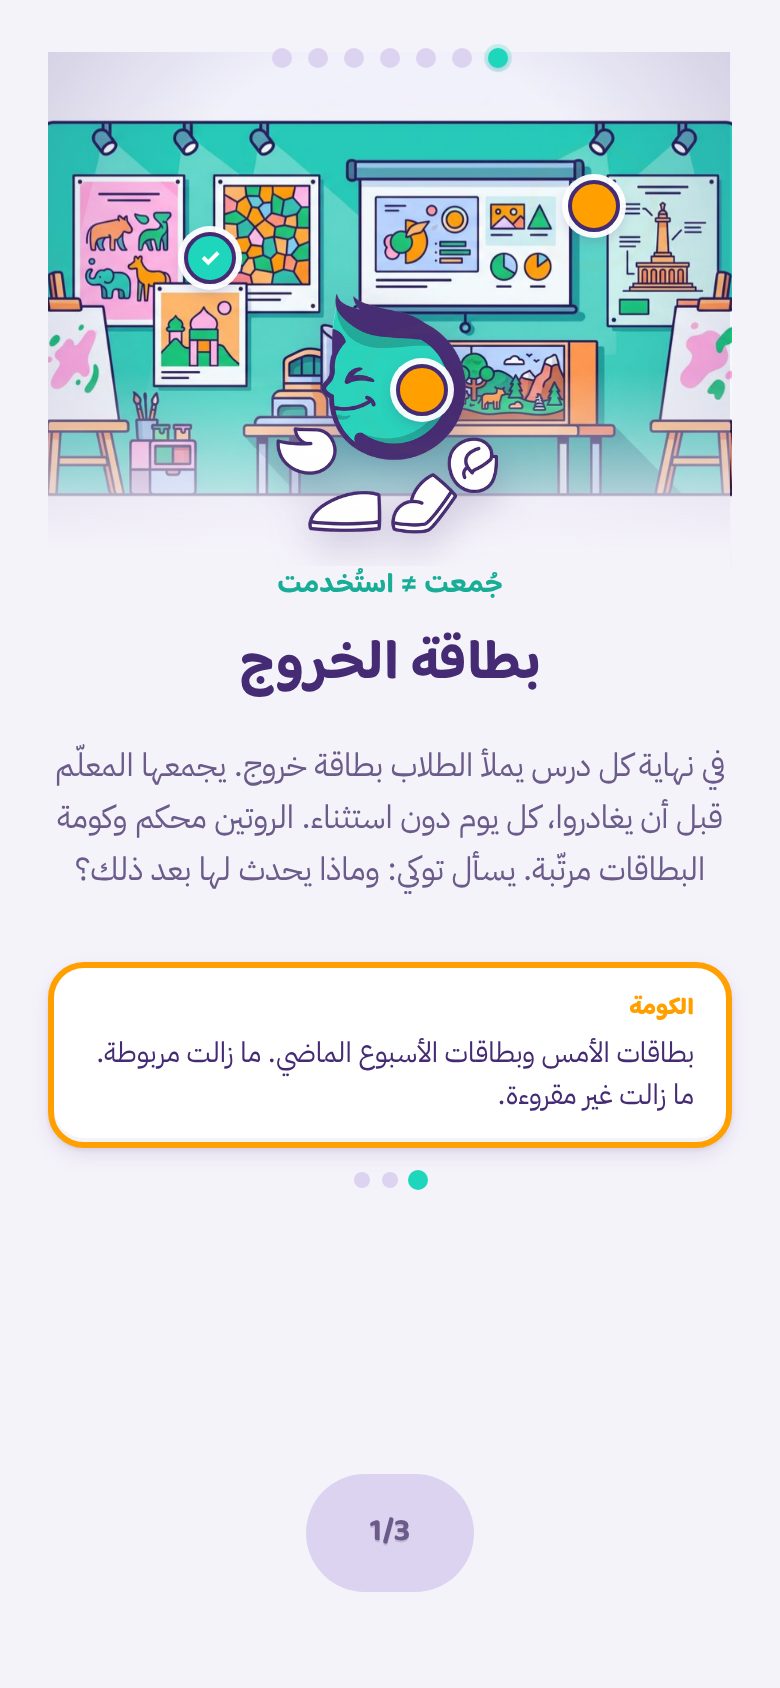 جُمعت ≠ استُخدمت
بطاقة الخروج
في نهاية كل درس يملأ الطلاب بطاقة خروج. يجمعها المعلّم
قبل أن يغادروا، كل يوم دون استثناء. الروتين محكم وكومة
البطاقات مرتّبة. يسأل توكي: وماذا يحدث لها بعد ذلك؟
الكومة
بطاقات الأمس وبطاقات الأسبوع الماضي. ما زالت مربوطة.
ما زالت غير مقروءة.
1/3